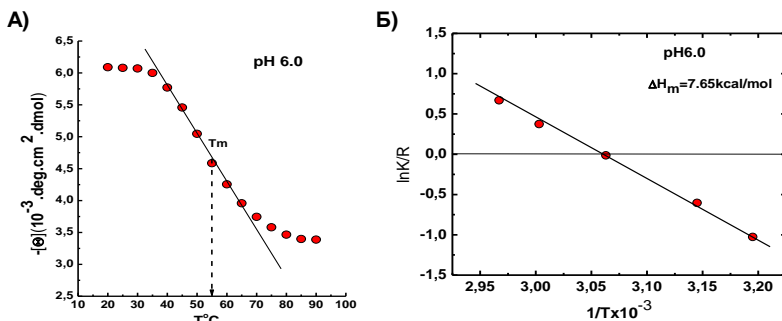 А)
6,5
6,0
5,5
5,0
4,5
4,0
3,5
3,0
2,5
10 20 30 40 50 60 70 80 90 100
-[Θ](10⁻³.deg.cm².dmol)
T°C
pH 6.0
Tm
Б)
1,5
1,0
0,5
0,0
-0,5
-1,0
-1,5
2,95 3,00 3,05 3,10 3,15 3,20
lnK/R
1/Tx10⁻³
pH6.0
ΔHm=7.65kcal/mol